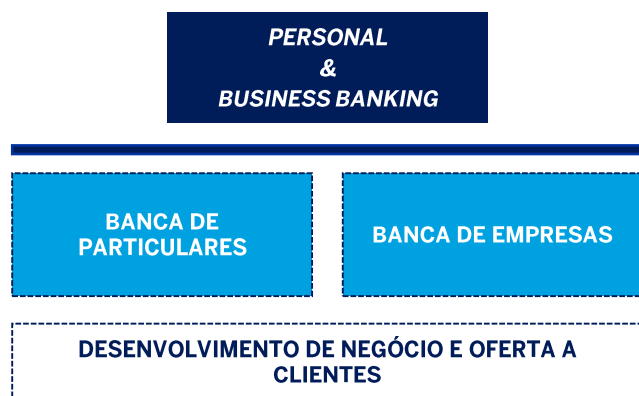 PERSONAL
&
BUSINESS BANKING
BANCA DE
PARTICULARES
BANCA DE EMPRESAS
DESENVOLVIMENTO DE NEGÓCIO E OFERTA A
CLIENTES